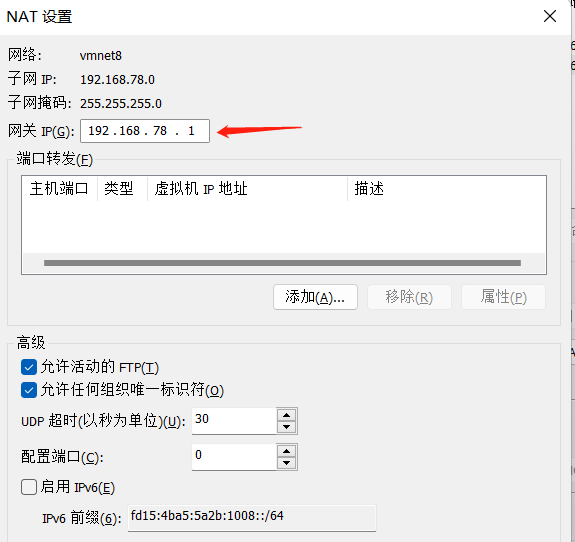 NAT 设置
网络: vmnet8
子网 IP: 192.168.78.0
子网掩码: 255.255.255.0
网关 IP(G): 192 . 168 . 78 . 1
端口转发(F)
主机端口 类型 虚拟机 IP 地址 描述
添加(A)... 移除(R) 属性(P)
高级
允许活动的 FTP(T)
允许任何组织唯一标识符(O)
UDP 超时(以秒为单位)(U): 30
配置端口(C): 0
启用 IPv6(E)
IPv6 前缀(6): fd15:4ba5:5a2b:1008::/64